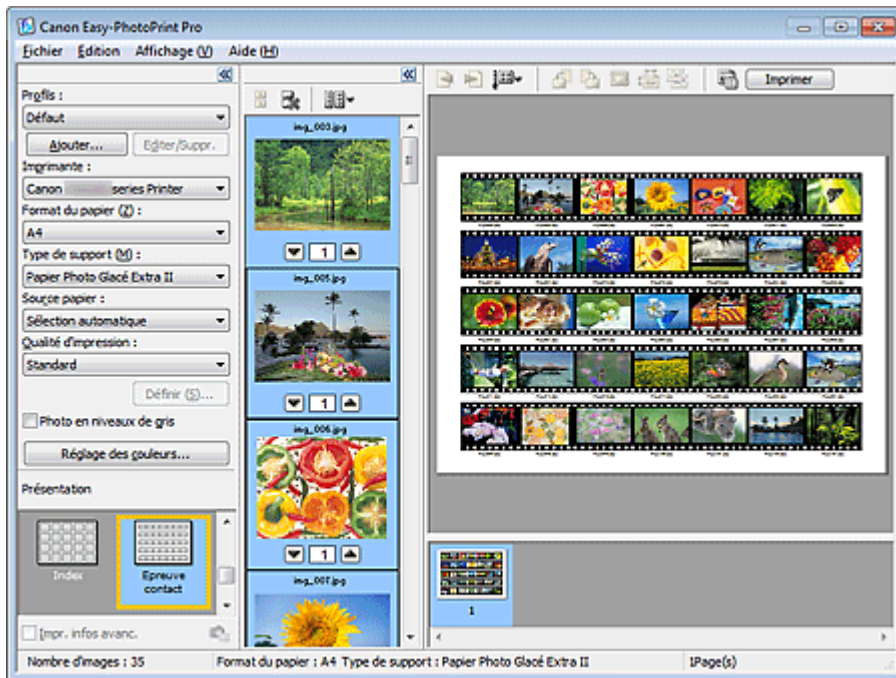 Canon Easy-PhotoPrint Pro
Fichier Édition Affichage (V) Aide (H)
Profils :
Défaut
Ajouter... Editer/Suppr.
Imprimante :
Canon series Printer
Format du papier (Z) :
A4
Type de support (M) :
Papier Photo Glacé Extra II
Source papier :
Sélection automatique
Qualité d'impression :
Standard
Définir (S)...
Photo en niveaux de gris
Réglage des couleurs...
Présentation
Index
Epreuve contact
Impr. infos avanc.
img_003.jpg
1
img_005.jpg
1
img_006.jpg
1
img_007.jpg
Imprimer
1
Nombre d'images : 35 Format du papier : A4 Type de support : Papier Photo Glacé Extra II 1Page(s)